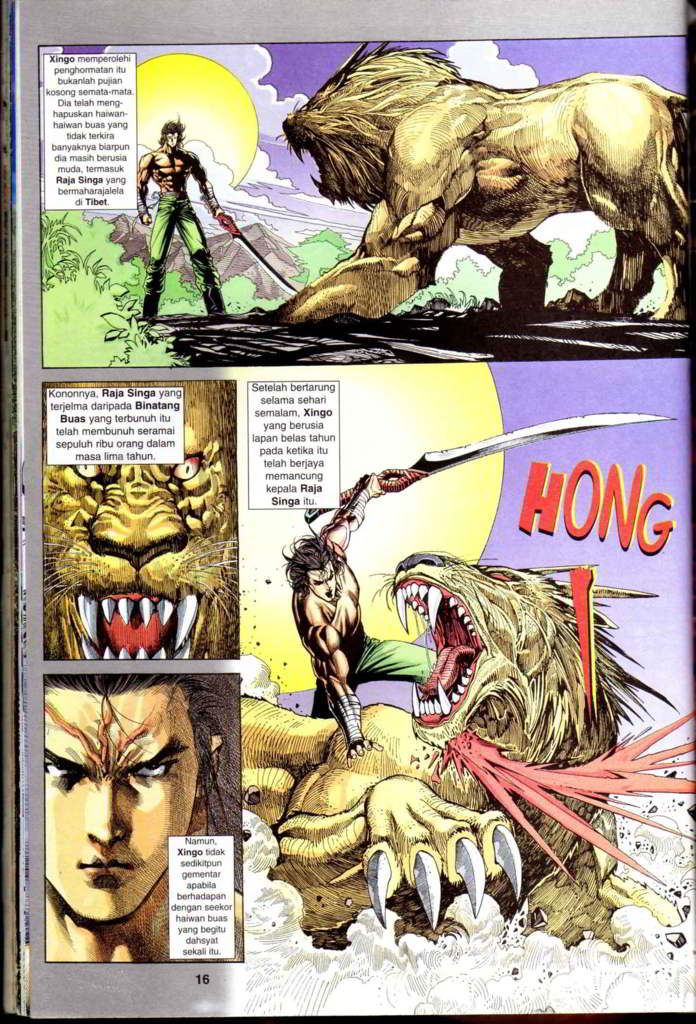 Xingo memperolehi
penghormatan itu
bukanlah pujian
kosong semata-mata.
Dia telah meng-
hapuskan haiwan-
haiwan buas yang
tidak terkira
banyaknya biarpun
dia masih berusia
muda, termasuk
Raja Singa yang
bermaharajalela
di Tibet.
Kononnya, Raja Singa yang
terjelma daripada Binatang
Buas yang terbunuh itu
telah membunuh seramai
sepuluh ribu orang dalam
masa lima tahun.
Namun,
Xingo tidak
sedikitpun
gementar
apabila
berhadapan
dengan seekor
haiwan buas
yang begitu
dahsyat
sekali itu.
Setelah bertarung
selama sehari
semalam, Xingo
yang berusia
lapan belas tahun
pada ketika itu
telah berjaya
memancung
kepala Raja
Singa itu.
HONG
!
16